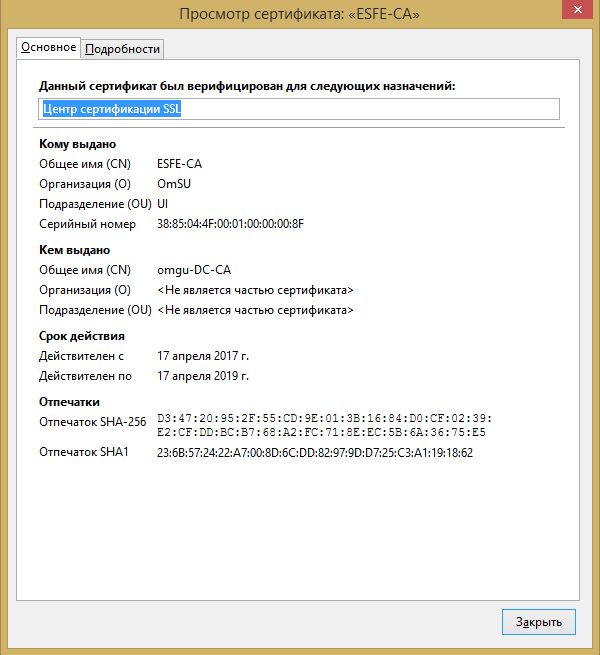 Просмотр сертификата: «ESFE-CA»
Основное Подробности
Данный сертификат был верифицирован для следующих назначений:
Центр сертификации SSL
Кому выдано
Общее имя (CN) ESFE-CA
Организация (O) OmSU
Подразделение (OU) UI
Серийный номер 38:85:04:4F:00:01:00:00:00:8F
Кем выдано
Общее имя (CN) omgu-DC-CA
Организация (O) <Не является частью сертификата>
Подразделение (OU) <Не является частью сертификата>
Срок действия
Действителен с 17 апреля 2017 г.
Действителен по 17 апреля 2019 г.
Отпечатки
Отпечаток SHA-256 D3:47:20:95:2F:55:CD:9E:01:3B:16:84:D0:CF:02:39:
E2:CF:DD:BC:B7:68:A2:FC:71:8E:EC:5B:6A:36:75:E5
Отпечаток SHA1 23:6B:57:24:22:A7:00:8D:6C:DD:82:97:9D:D7:25:C3:A1:19:18:62
Закрыть